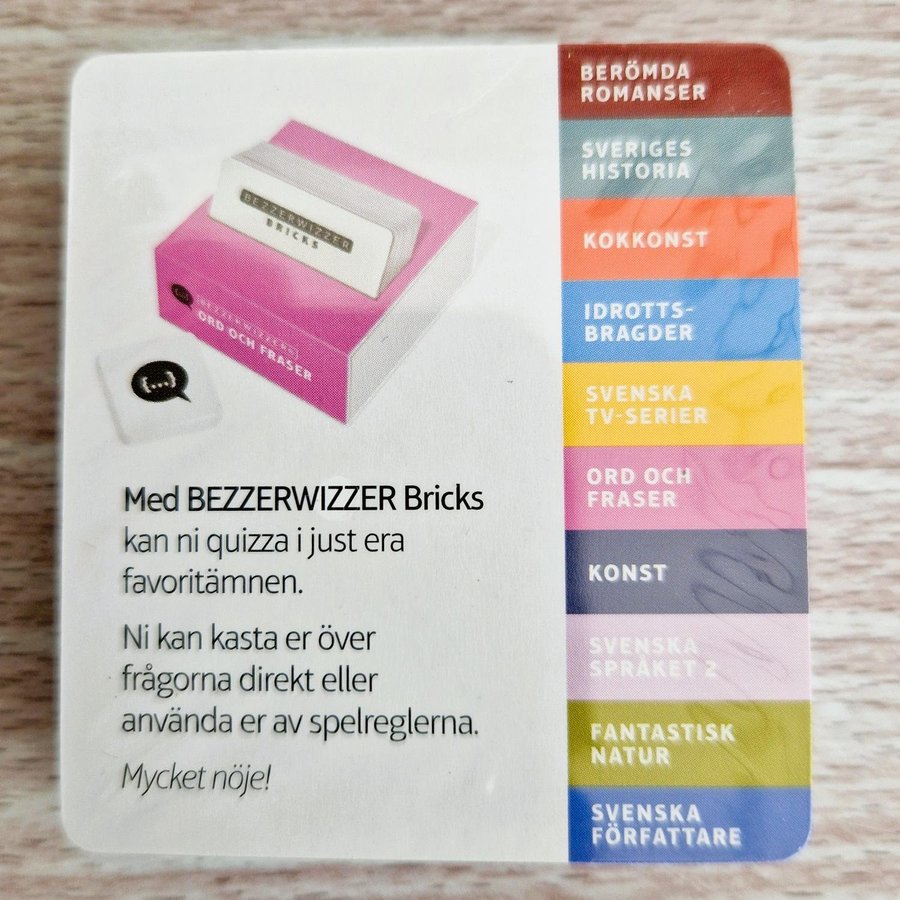 BEZZERWIZZER
BRICKS
{...} BEZZERWIZZER
ORD OCH FRASER
{...}
Med BEZZERWIZZER Bricks
kan ni quizza i just era
favoritämnen.
Ni kan kasta er över
frågorna direkt eller
använda er av spelreglerna.
Mycket nöje!
BERÖMDA
ROMANSER
SVERIGES
HISTORIA
KOKKONST
IDROTTS-
BRAGDER
SVENSKA
TV-SERIER
ORD OCH
FRASER
KONST
SVENSKA
SPRÅKET 2
FANTASTISK
NATUR
SVENSKA
FÖRFATTARE